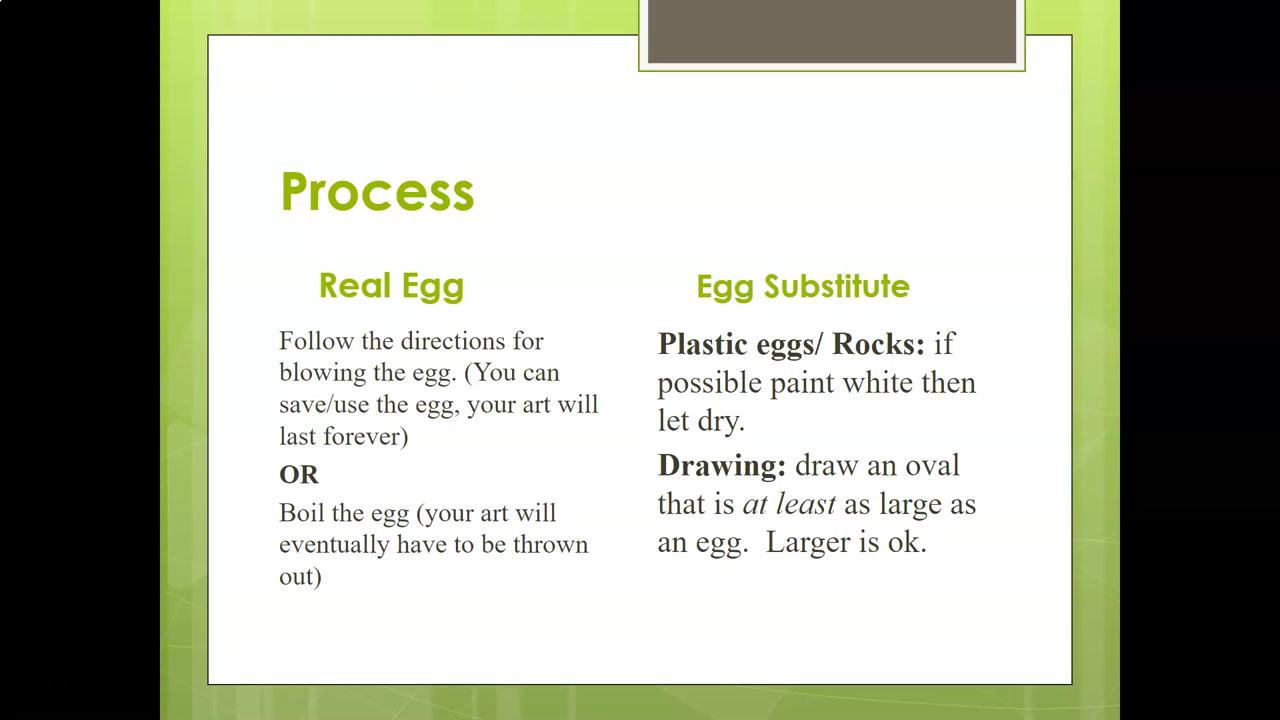 Process
Real Egg
Follow the directions for
blowing the egg. (You can
save/use the egg, your art will
last forever)
OR
Boil the egg (your art will
eventually have to be thrown
out)
Egg Substitute
Plastic eggs/ Rocks: if
possible paint white then
let dry.
Drawing: draw an oval
that is at least as large as
an egg.  Larger is ok.